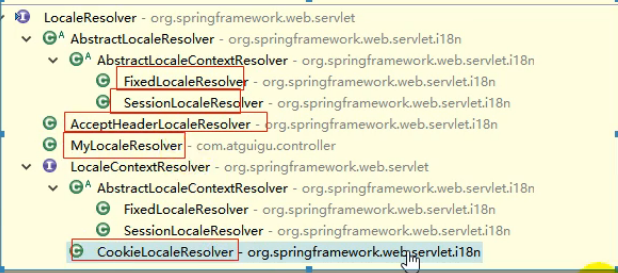 LocaleResolver - org.springframework.web.servlet
AbstractLocaleResolver - org.springframework.web.servlet.i18n
AbstractLocaleContextResolver - org.springframework.web.servlet.i18n
FixedLocaleResolver - org.springframework.web.servlet.i18n
SessionLocaleResolver - org.springframework.web.servlet.i18n
AcceptHeaderLocaleResolver - org.springframework.web.servlet.i18n
MyLocaleResolver - com.atguigu.controller
LocaleContextResolver - org.springframework.web.servlet
AbstractLocaleContextResolver - org.springframework.web.servlet.i18n
FixedLocaleResolver - org.springframework.web.servlet.i18n
SessionLocaleResolver - org.springframework.web.servlet.i18n
CookieLocaleResolver - org.springframework.web.servlet.i18n